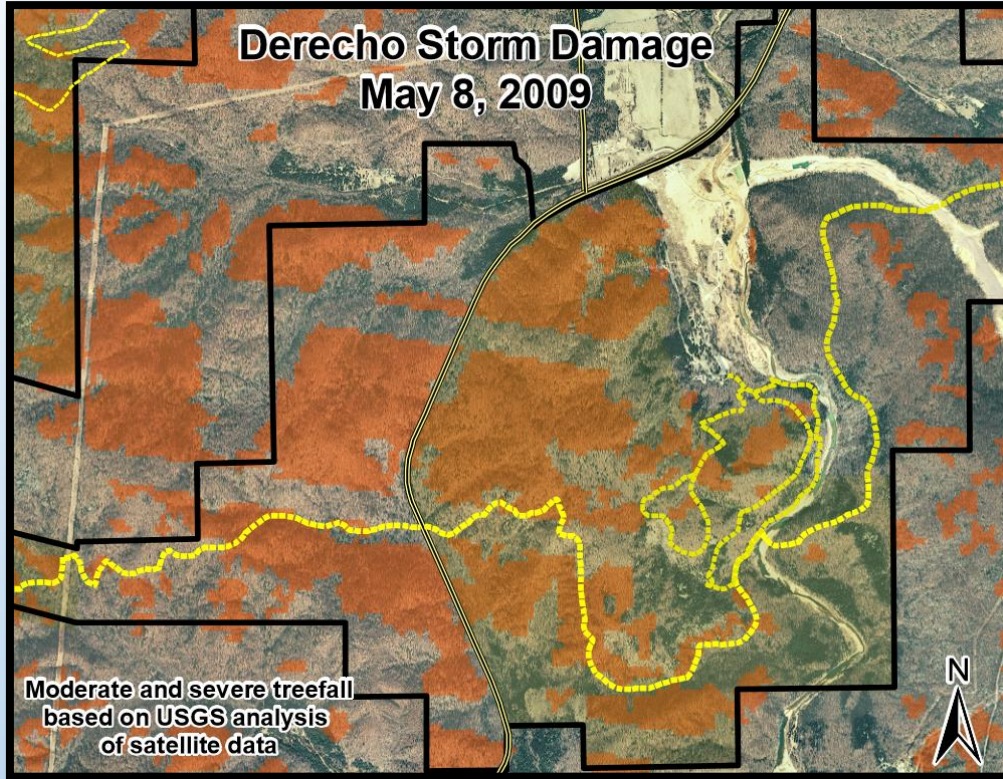 Derecho Storm Damage
May 8, 2009
Moderate and severe treefall
based on USGS analysis
of satellite data
N